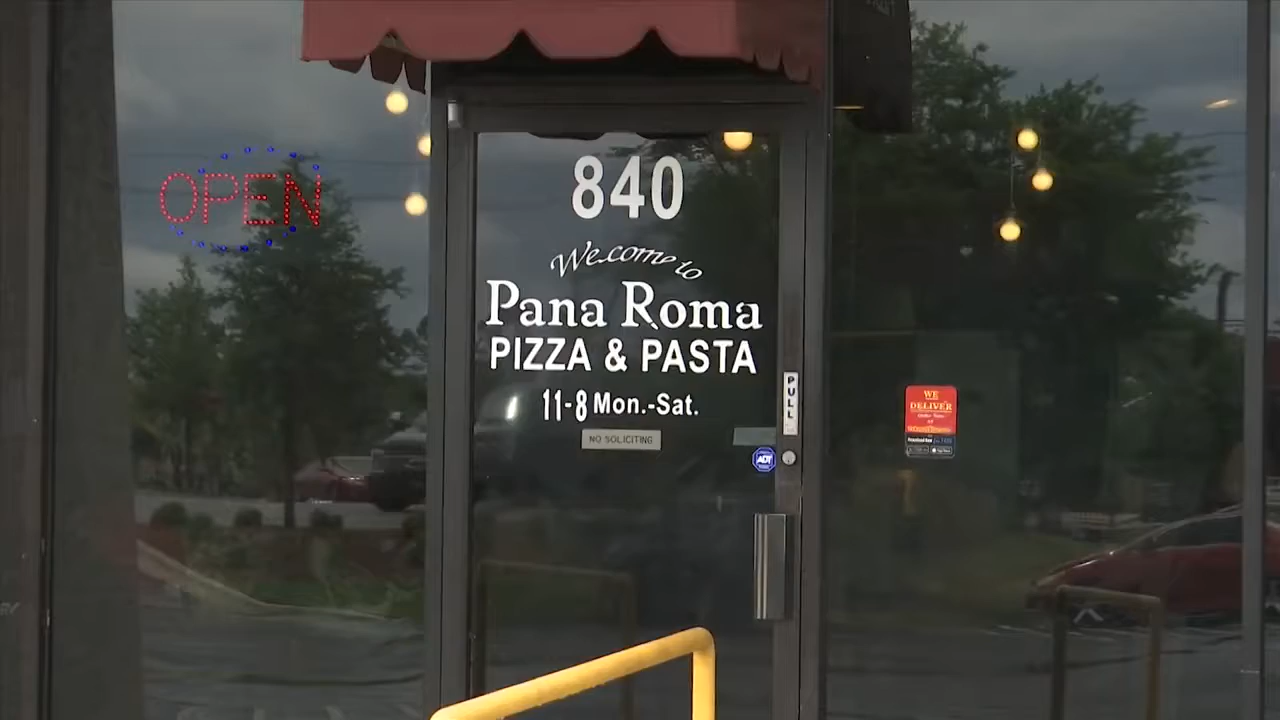 OPEN
840
Welcome to
Pana Roma
PIZZA & PASTA
11-8 Mon.-Sat.
NO SOLICITING
PULL
ADT
WE
DELIVER